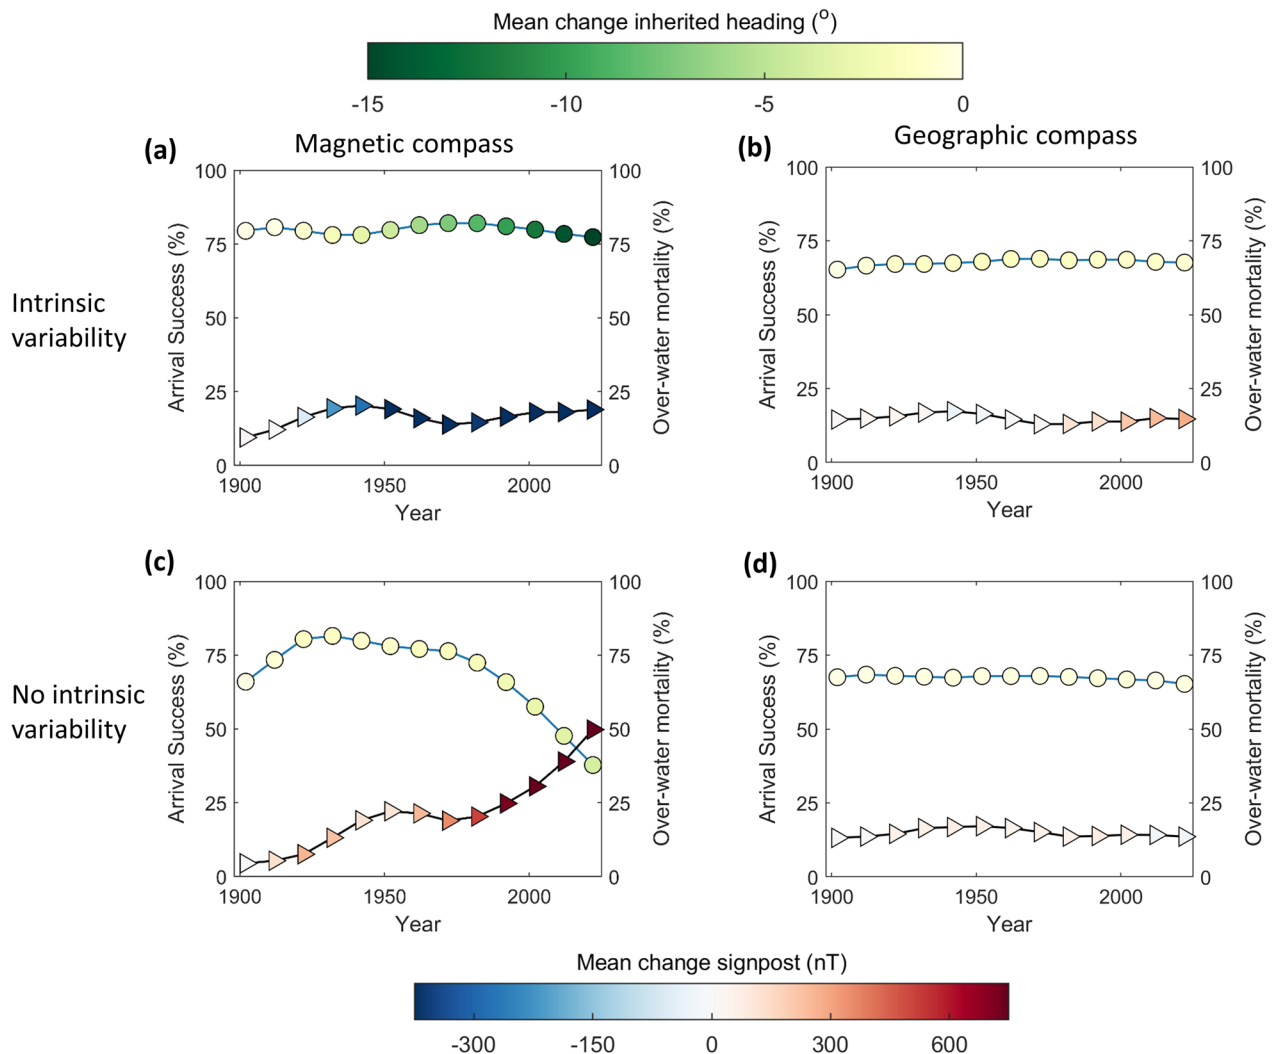 Mean change inherited heading (o)
-15 -10 -5 0
(a) Magnetic compass
(b) Geographic compass
Intrinsic
variability
Arrival Success (%)
100
75
50
25
0
100
75
50
25
0
Over-water mortality (%)
1900 1950 2000
Year
Arrival Success (%)
100
75
50
25
0
100
75
50
25
0
Over-water mortality (%)
1900 1950 2000
Year
(c)
(d)
No intrinsic
variability
Arrival Success (%)
100
75
50
25
0
100
75
50
25
0
Over-water mortality (%)
1900 1950 2000
Year
Arrival Success (%)
100
75
50
25
0
100
75
50
25
0
Over-water mortality (%)
1900 1950 2000
Year
Mean change signpost (nT)
-300 -150 0 300 600